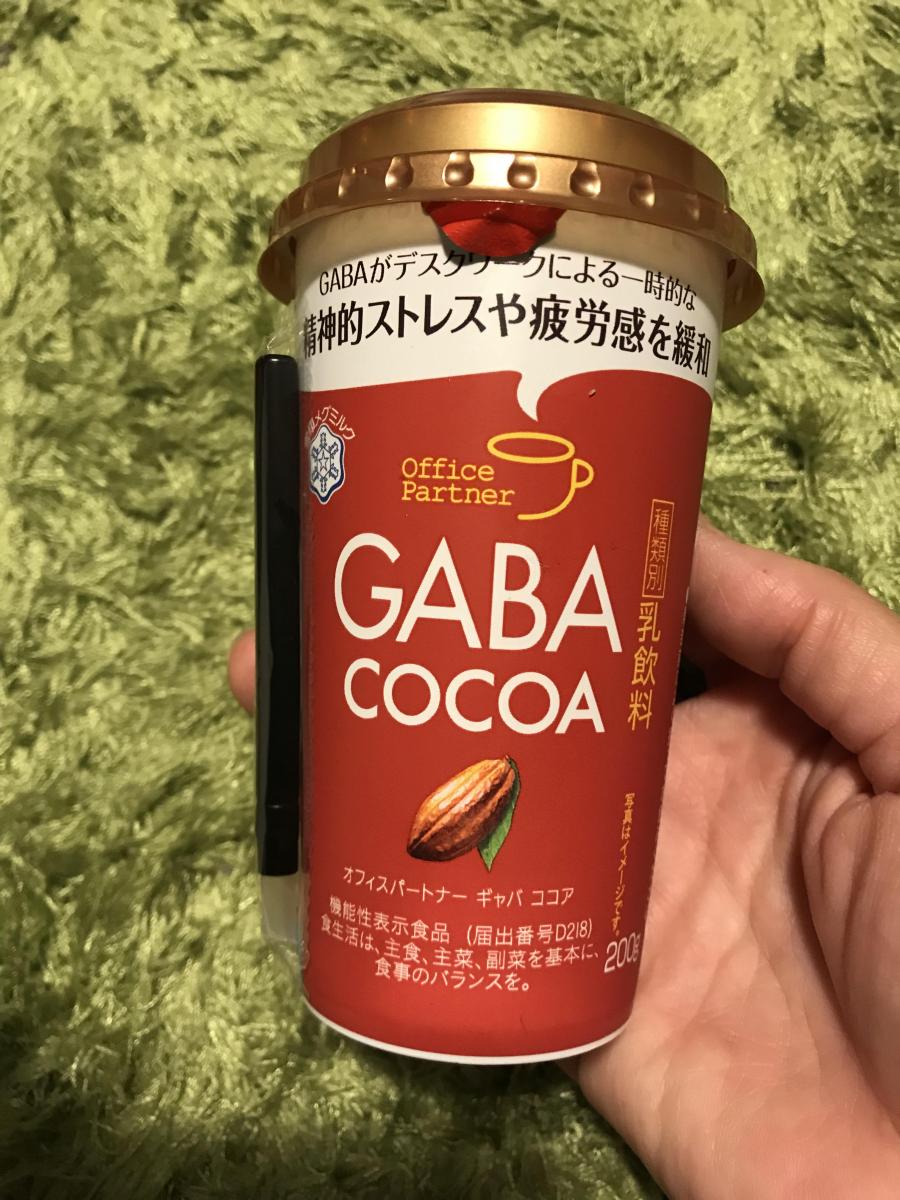 GABAがデスクワークによる一時的な
精神的ストレスや疲労感を緩和
メグミルク
Office
Partner
GABA
COCOA
種類別
乳飲料
写真はイメージです。
オフィスパートナー ギャバ ココア
機能性表示食品 (届出番号D218)
食生活は、主食、主菜、副菜を基本に、
食事のバランスを。
200g